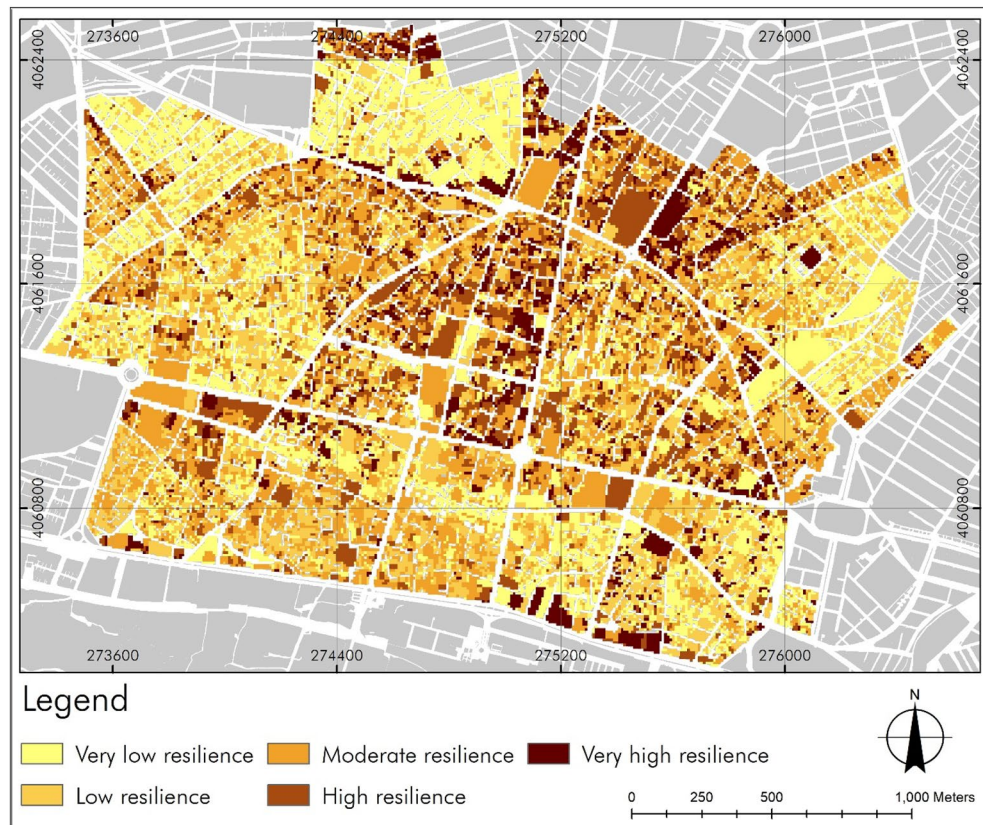 273600 274400 275200 276000
4062400 4062400
4061600 4061600
4060800 4060800
273600 274400 275200 276000
Legend
Very low resilience Moderate resilience Very high resilience
Low resilience High resilience
N
0 250 500 1,000 Meters